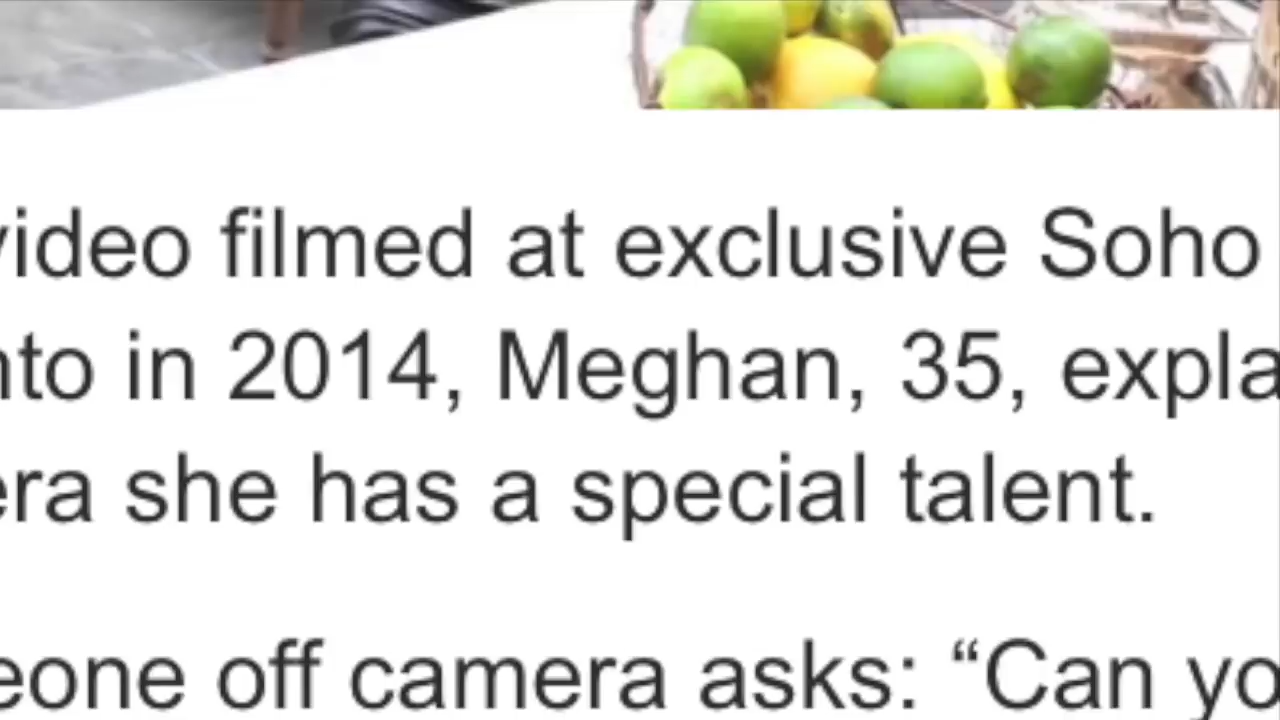 video filmed at exclusive Soho
nto in 2014, Meghan, 35, expla
era she has a special talent.
eone off camera asks: “Can yo